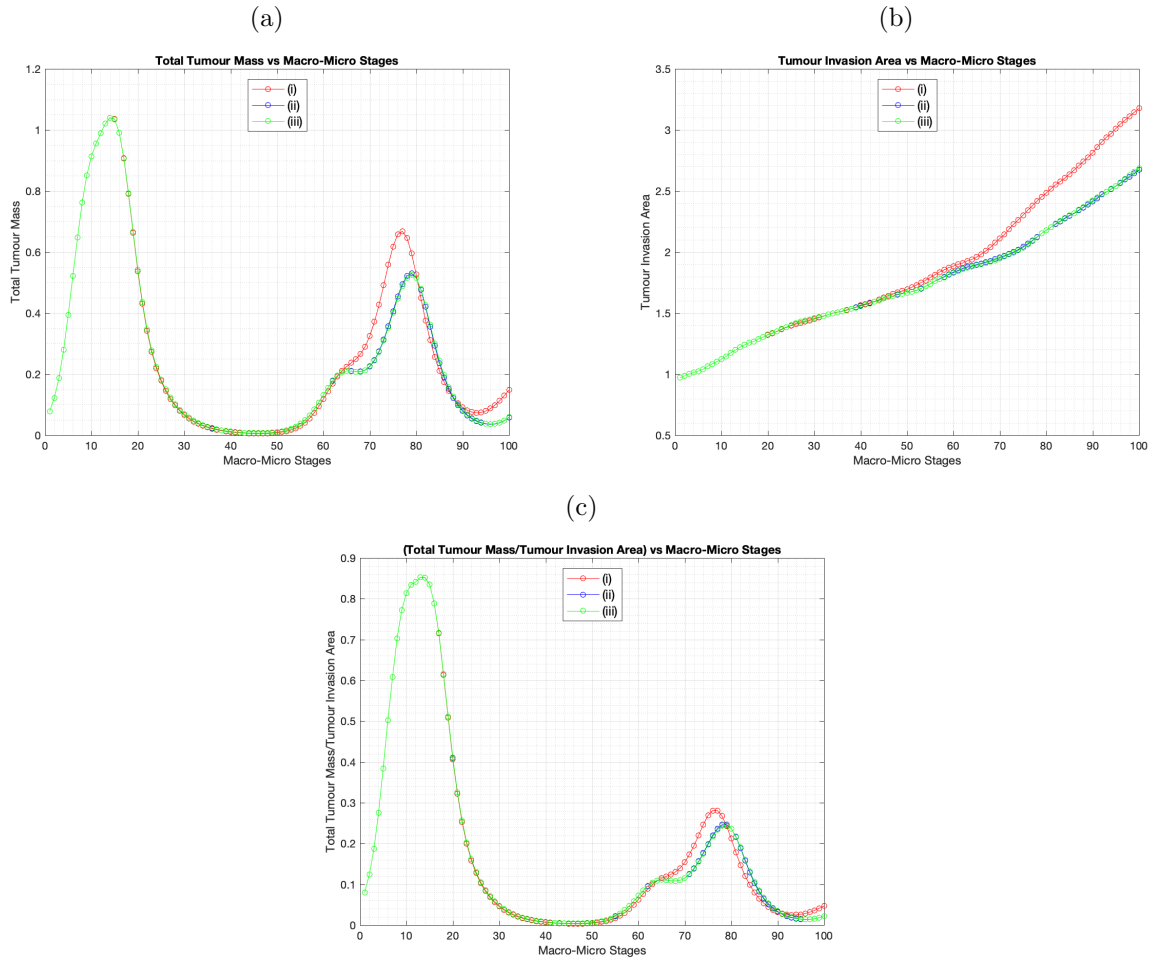 (a)
Total Tumour Mass vs Macro-Micro Stages
1.2
1
0.8
0.6
0.4
0.2
0
Total Tumour Mass
(i)
(ii)
(iii)
0 10 20 30 40 50 60 70 80 90 100
Macro-Micro Stages
(b)
Tumour Invasion Area vs Macro-Micro Stages
3.5
3
2.5
2
1.5
1
0.5
Tumour Invasion Area
(i)
(ii)
(iii)
0 10 20 30 40 50 60 70 80 90 100
Macro-Micro Stages
(c)
(Total Tumour Mass/Tumour Invasion Area) vs Macro-Micro Stages
0.9
0.8
0.7
0.6
0.5
0.4
0.3
0.2
0.1
0
Total Tumour Mass/Tumour Invasion Area
(i)
(ii)
(iii)
0 10 20 30 40 50 60 70 80 90 100
Macro-Micro Stages